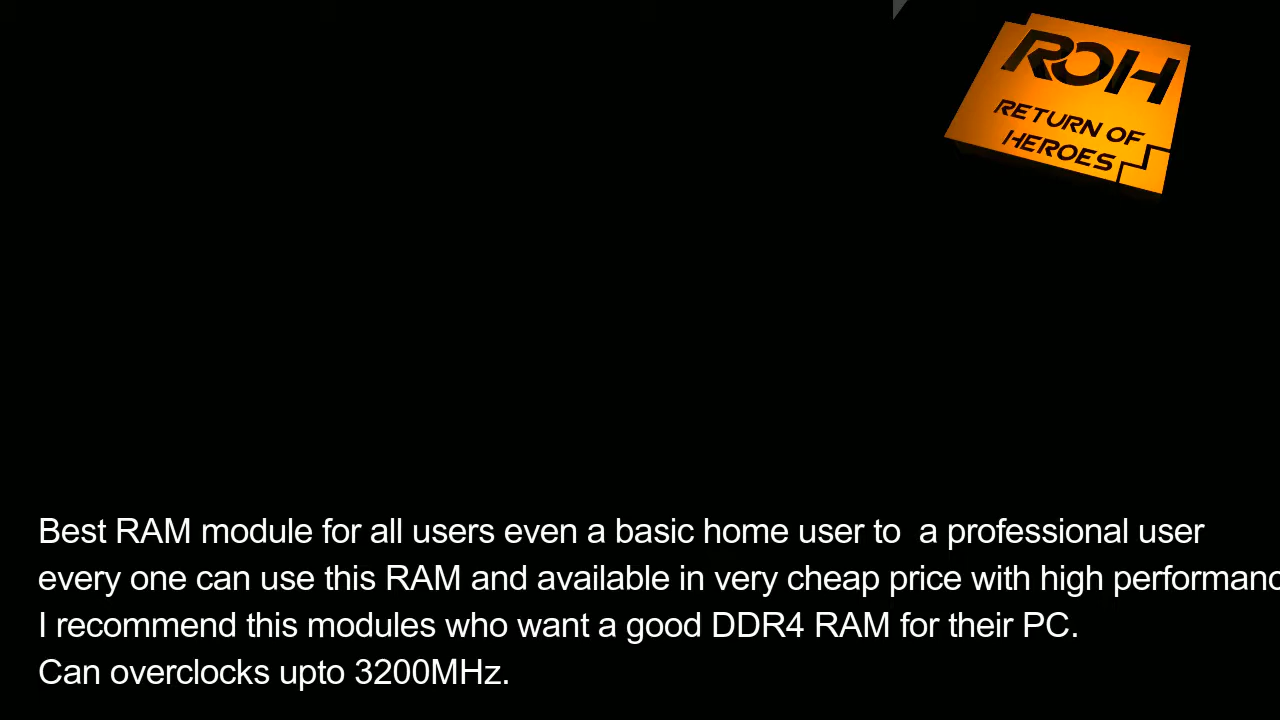 ROH
RETURN OF
HEROES
Best RAM module for all users even a basic home user to  a professional user
every one can use this RAM and available in very cheap price with high performanc
I recommend this modules who want a good DDR4 RAM for their PC.
Can overclocks upto 3200MHz.